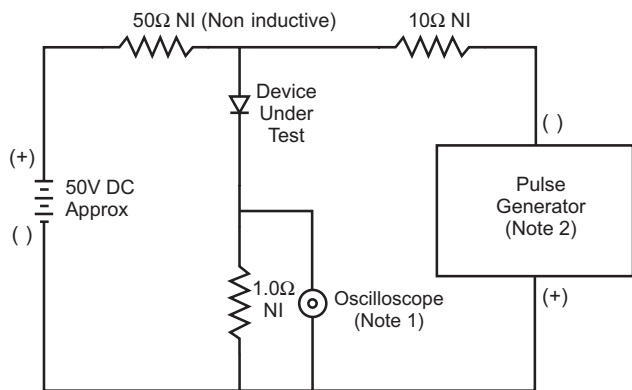 50Ω NI (Non inductive)
10Ω NI
Device
Under
Test
( )
(+)
50V DC
Approx
( )
Pulse
Generator
(Note 2)
1.0Ω
NI
Oscilloscope
(Note 1)
(+)